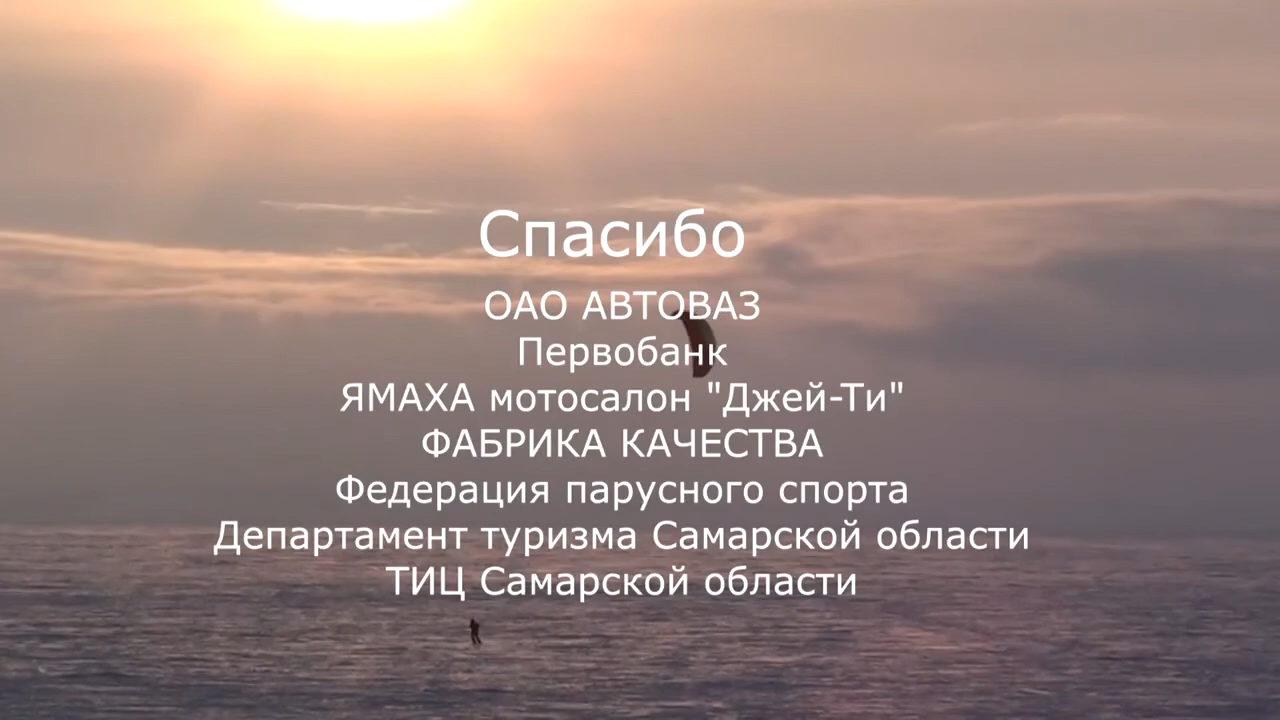 Спасибо
ОАО АВТОВАЗ
Первобанк
ЯМАХА мотосалон "Джей-Ти"
ФАБРИКА КАЧЕСТВА
Федерация парусного спорта
Департамент туризма Самарской области
ТИЦ Самарской области